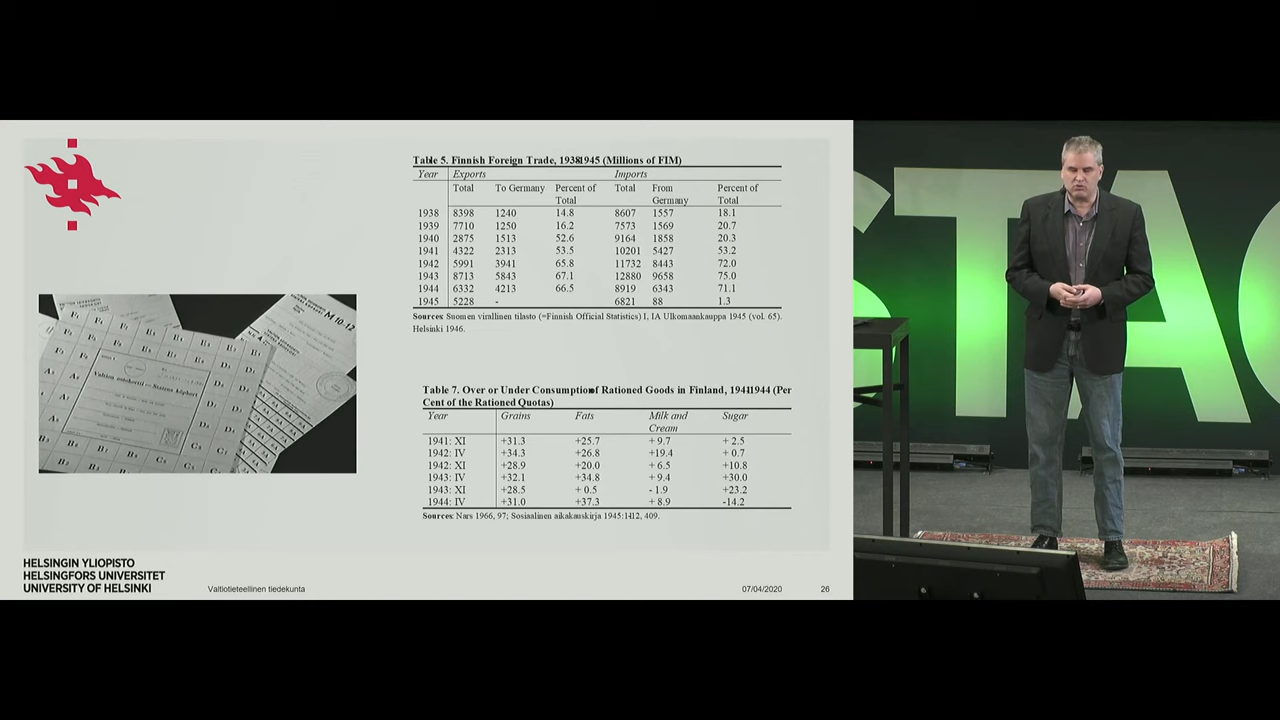 Table 5. Finnish Foreign Trade, 19381945 (Millions of FIM)
Year Exports Imports
Total To Germany Percent of Total Total From Germany Percent of Total
1938 8398 1240 14.8 8607 1557 18.1
1939 7710 1250 16.2 7573 1569 20.7
1940 2875 1513 52.6 9164 1858 20.3
1941 4322 2313 53.5 10201 5427 53.2
1942 5991 3941 65.8 11732 8443 72.0
1943 8713 5843 67.1 12880 9658 75.0
1944 6332 4213 66.5 8919 6343 71.1
1945 5228 - 6821 88 1.3
Sources: Suomen virallinen tilasto (=Finnish Official Statistics) I, IA Ulkomaankauppa 1945 (vol. 65).
Helsinki 1946.
M 10-12
Valtion ostokortti — Statens köpkort
Table 7. Over or Under Consumption of Rationed Goods in Finland, 19411944 (Per
Cent of the Rationed Quotas)
Year Grains Fats Milk and Cream Sugar
1941: XI +31.3 +25.7 + 9.7 + 2.5
1942: IV +34.3 +26.8 +19.4 + 0.7
1942: XI +28.9 +20.0 + 6.5 +10.8
1943: IV +32.1 +34.8 + 9.4 +30.0
1943: XI +28.5 + 0.5 - 1.9 +23.2
1944: IV +31.0 +37.3 + 8.9 -14.2
Sources: Nars 1966, 97; Sosiaalinen aikakauskirja 1945:1-12, 409.
HELSINGIN YLIOPISTO
HELSINGFORS UNIVERSITET
UNIVERSITY OF HELSINKI
Valtiotieteellinen tiedekunta
07/04/2020
26
STAG